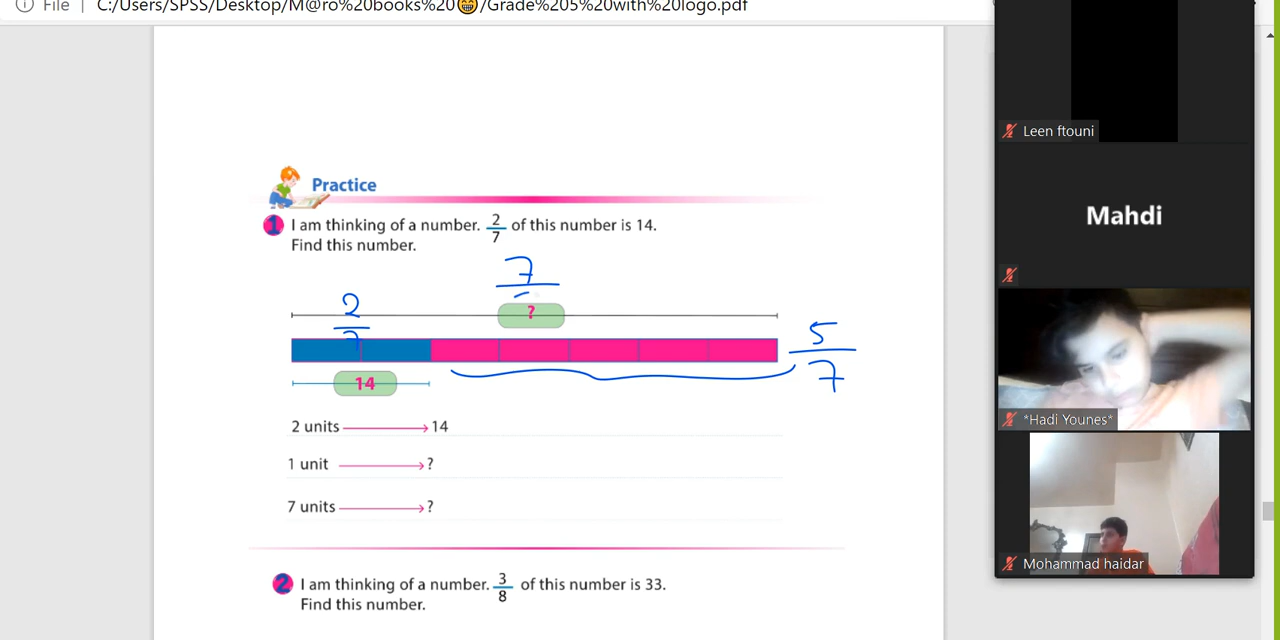 File | C:/Users/SPSS/Desktop/M@ro%20books%20😁/Grade%205%20with%20logo.pdf
Leen ftouni
Mahdi
*Hadi Younes*
Mohammad haidar
Practice
1 I am thinking of a number. 2/7 of this number is 14.
Find this number.
7
?
2/7
5/7
14
2 units → 14
1 unit → ?
7 units → ?
2 I am thinking of a number. 3/8 of this number is 33.
Find this number.